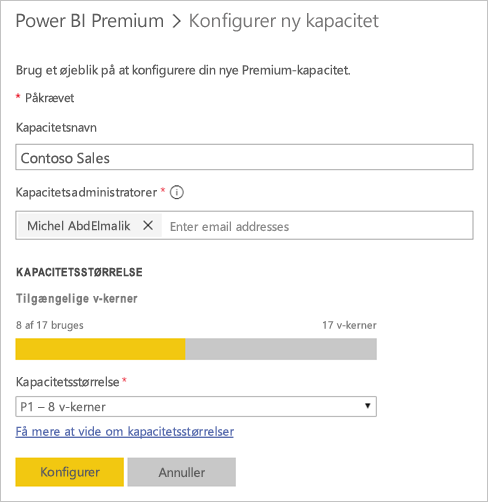 Power BI Premium > Konfigurer ny kapacitet
Brug et øjeblik på at konfigurere din nye Premium-kapacitet.
* Påkrævet
Kapacitetsnavn
Contoso Sales
Kapacitetsadministratorer *
Michel AbdElmalik Enter email addresses
KAPACITETSSTØRRELSE
Tilgængelige v-kerner
8 af 17 bruges 17 v-kerner
Kapacitetsstørrelse*
P1 – 8 v-kerner
Få mere at vide om kapacitetsstørrelser
Konfigurer Annuller